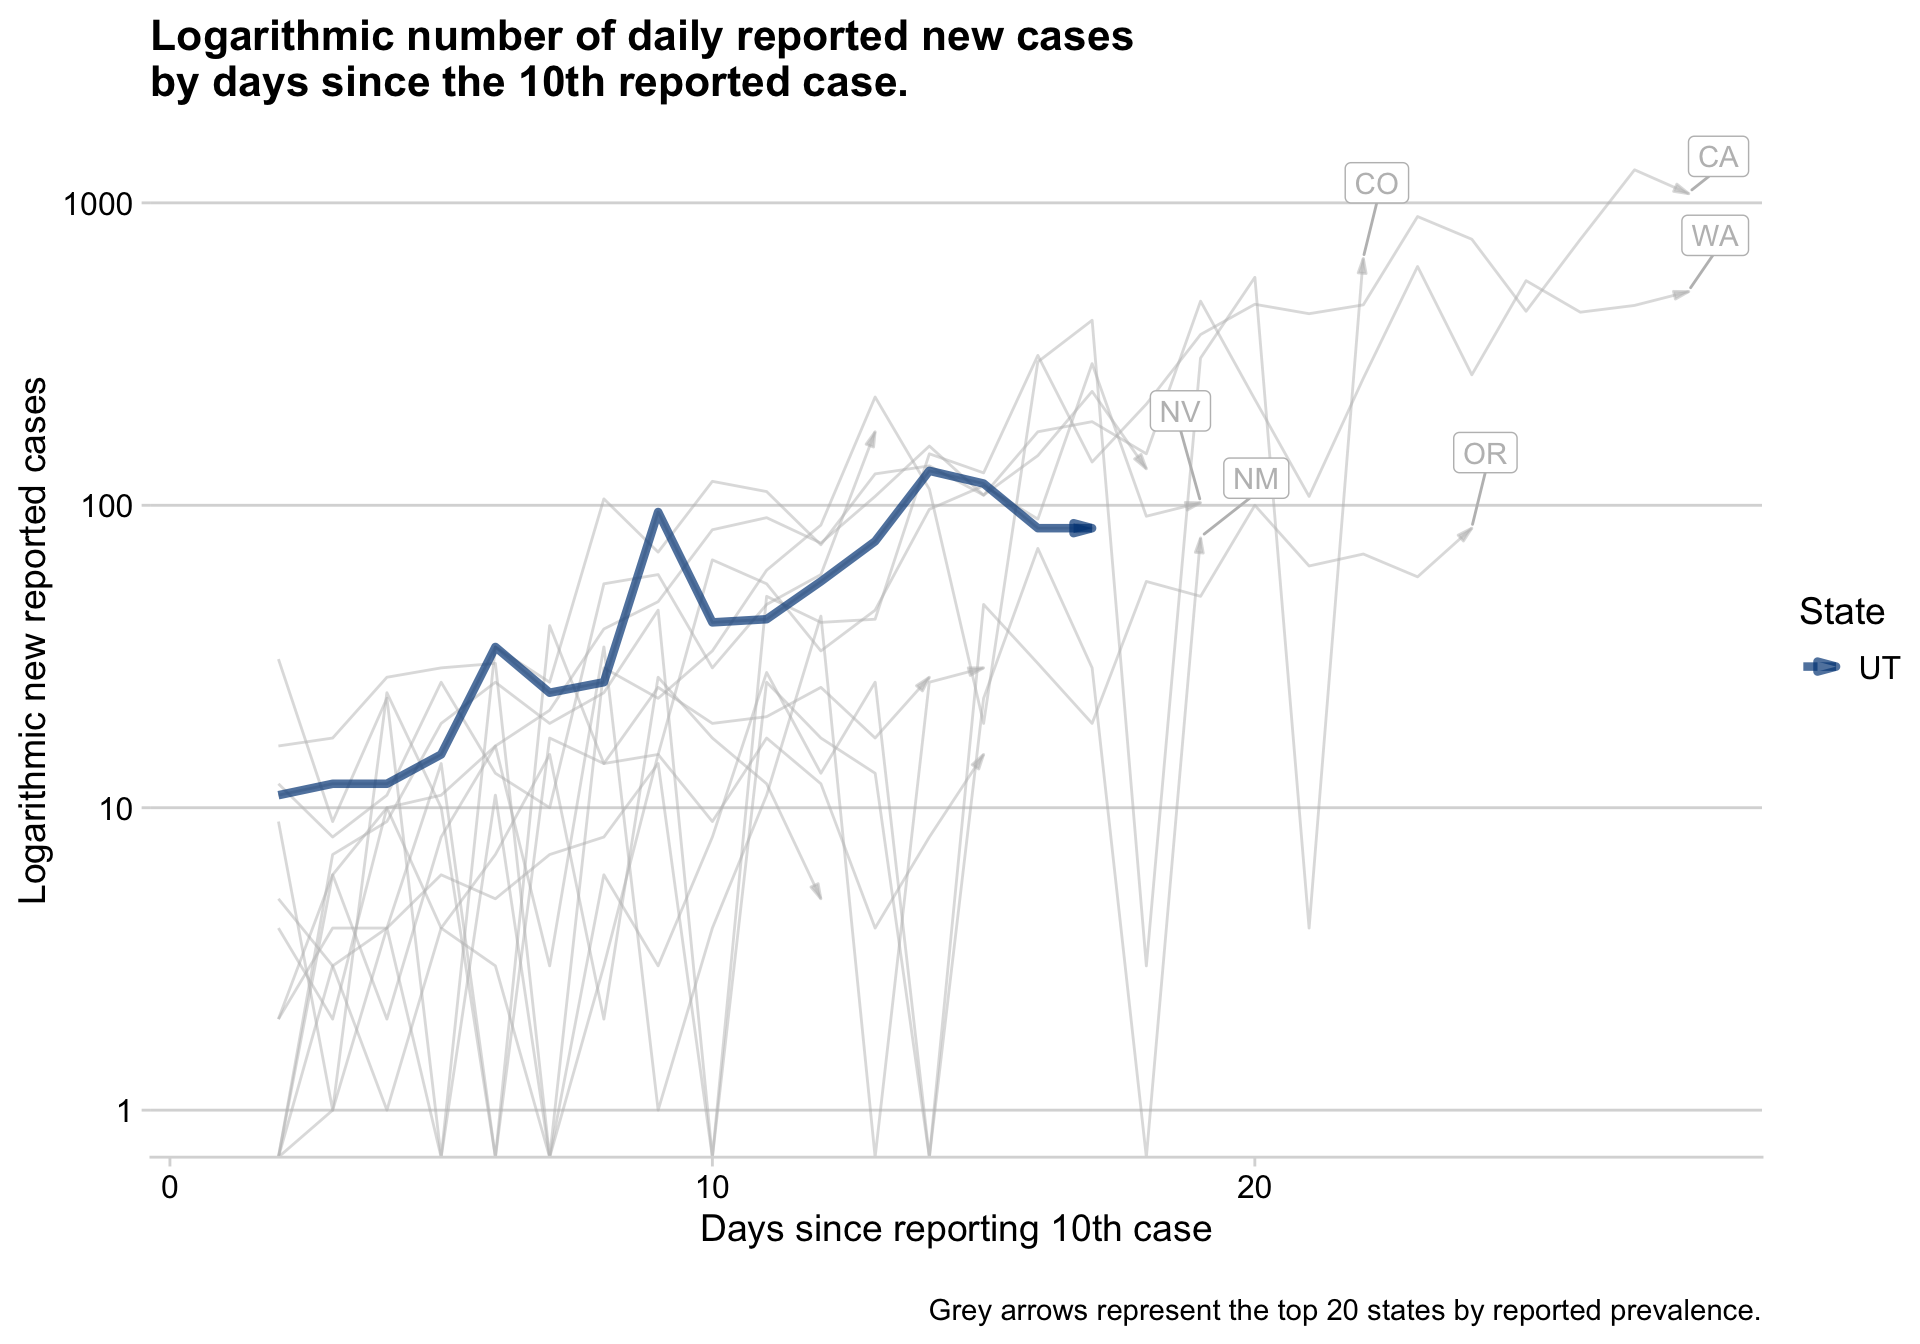 Logarithmic number of daily reported new cases
by days since the 10th reported case.
Logarithmic new reported cases
1000
100
10
1
CA
CO
WA
NV
OR
NM
State
UT
0
10
20
Days since reporting 10th case
Grey arrows represent the top 20 states by reported prevalence.